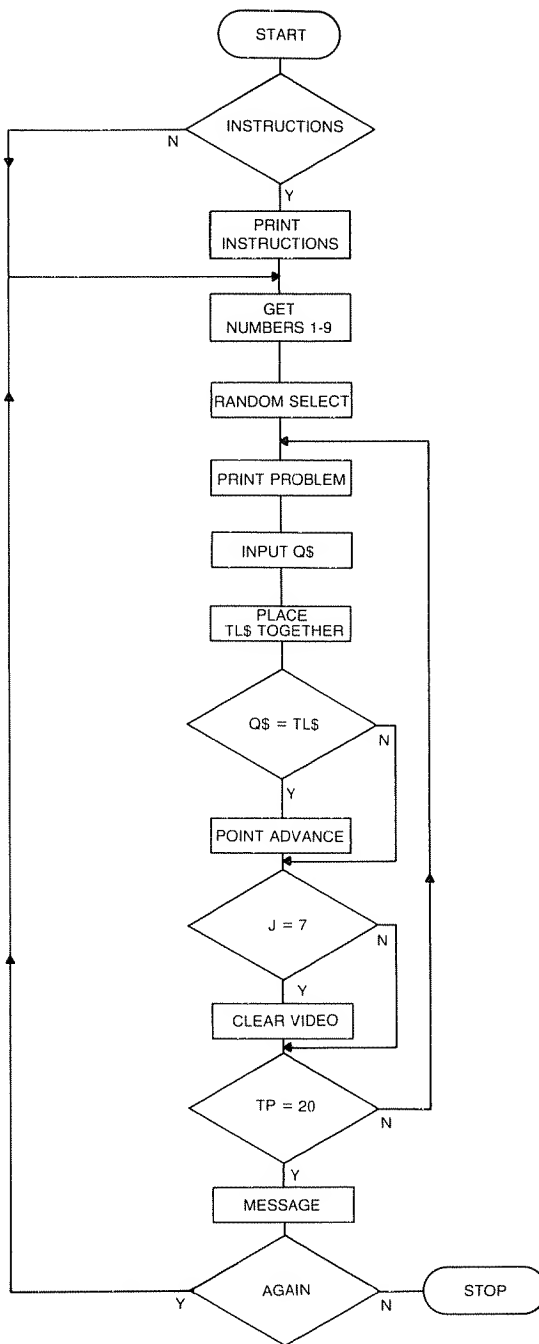 START
INSTRUCTIONS
N
Y
PRINT
INSTRUCTIONS
GET
NUMBERS 1-9
RANDOM SELECT
PRINT PROBLEM
INPUT Q$
PLACE
TL$ TOGETHER
Q$ = TL$
N
Y
POINT ADVANCE
J = 7
N
Y
CLEAR VIDEO
TP = 20
N
Y
MESSAGE
AGAIN
Y
N
STOP